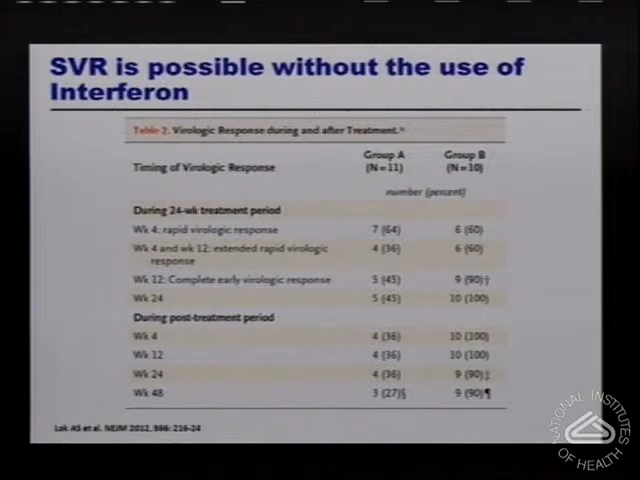 SVR is possible without the use of
Interferon
Table 2. Virologic Response during and after Treatment.*
Timing of Virologic Response
Group A
(N=11)
Group B
(N=10)
number (percent)
During 24-wk treatment period
Wk 4: rapid virologic response 7 (64) 6 (60)
Wk 4 and wk 12: extended rapid virologic
response 4 (36) 6 (60)
Wk 12: Complete early virologic response 5 (45) 9 (90)†
Wk 24 5 (45) 10 (100)
During post-treatment period
Wk 4 4 (36) 10 (100)
Wk 12 4 (36) 10 (100)
Wk 24 4 (36) 9 (90)‡
Wk 48 3 (27)§ 9 (90)¶
Lok AS et al. NEJM 2012, 366: 216-24
NATIONAL INSTITUTES
OF HEALTH